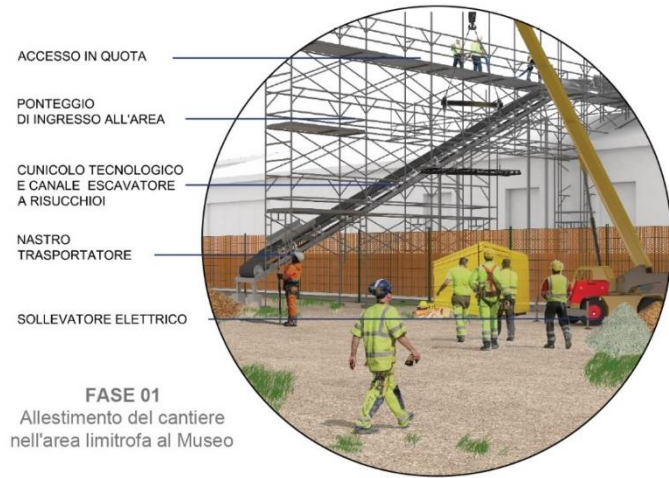 ACCESSO IN QUOTA
PONTEGGIO
DI INGRESSO ALL'AREA
CUNICOLO TECNOLOGICO
E CANALE ESCAVATORE
A RISUCCHIOI
NASTRO
TRASPORTATORE
SOLLEVATORE ELETTRICO
FASE 01
Allestimento del cantiere
nell'area limitrofa al Museo